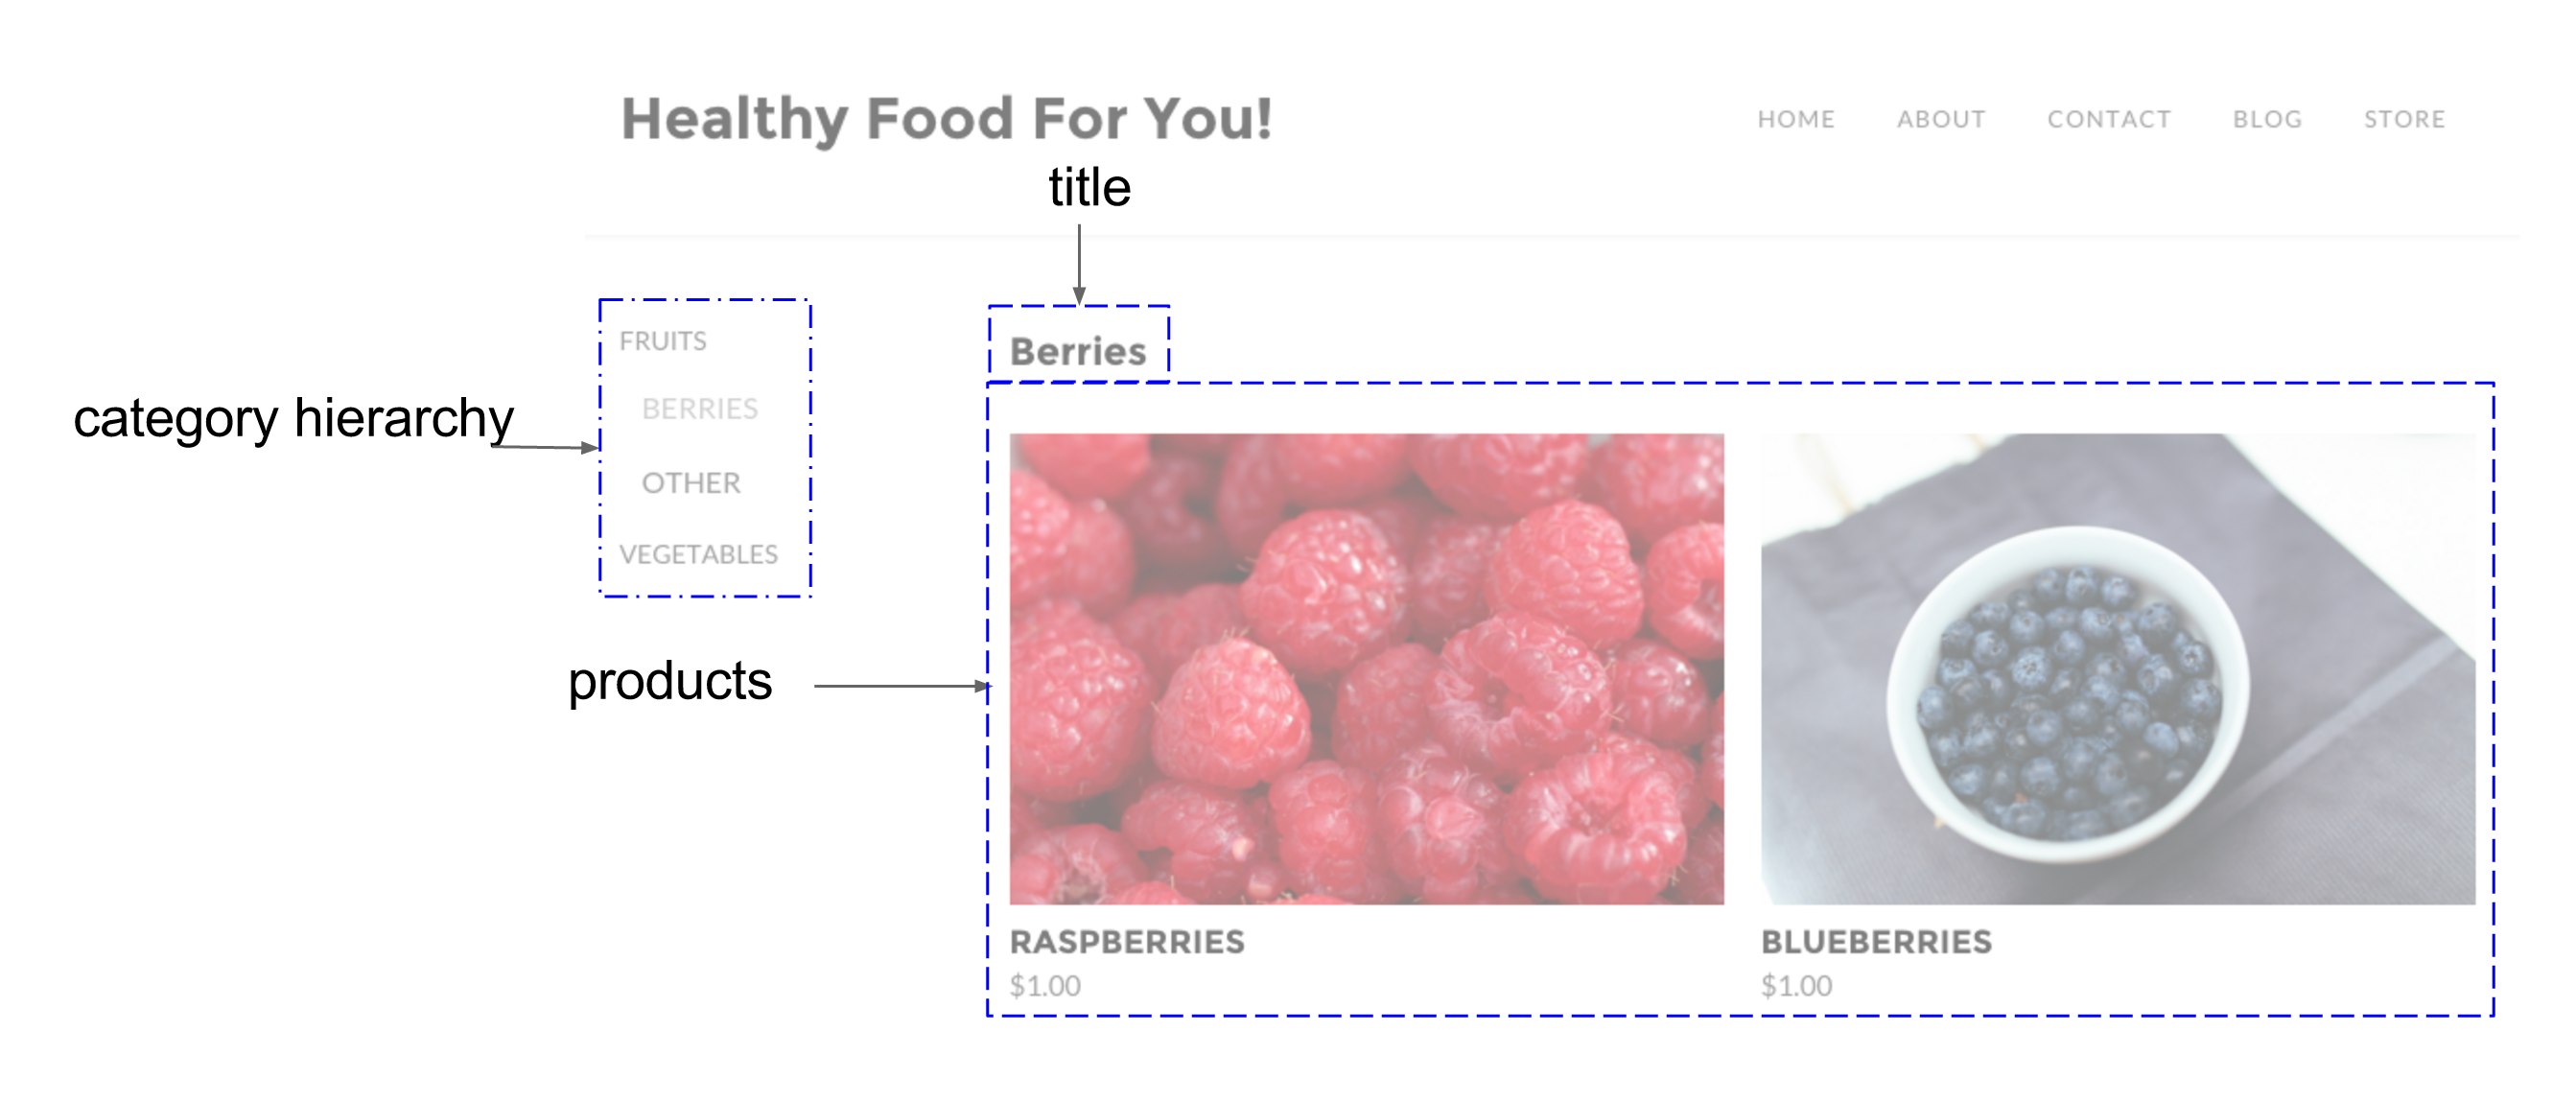 Healthy Food For You!
HOME ABOUT CONTACT BLOG STORE
title
FRUITS
BERRIES
OTHER
VEGETABLES
category hierarchy
Berries
products
RASPBERRIES
$1.00
BLUEBERRIES
$1.00